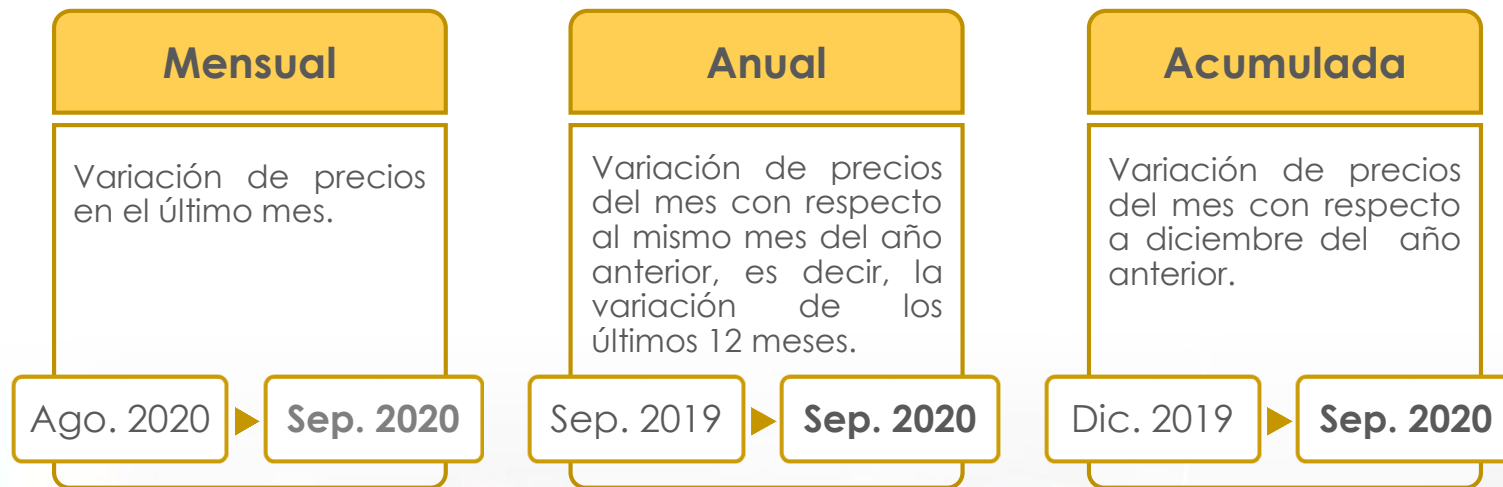 Mensual
Variación de precios
en el último mes.
Ago. 2020
Sep. 2020
Anual
Variación de precios
del mes con respecto
al mismo mes del año
anterior, es decir, la
variación de los
últimos 12 meses.
Sep. 2019
Sep. 2020
Acumulada
Variación de precios
del mes con respecto
a diciembre del año
anterior.
Dic. 2019
Sep. 2020